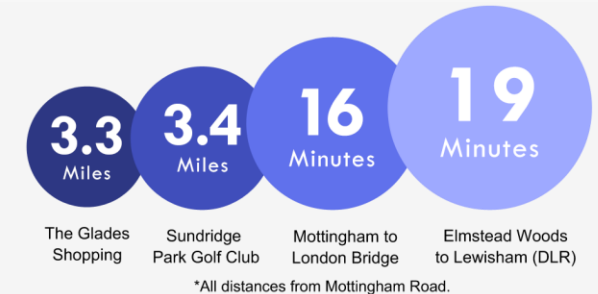 3.3
Miles
3.4
Miles
16
Minutes
19
Minutes
The Glades
Shopping
Sundridge
Park Golf Club
Mottingham to
London Bridge
Elmstead Woods
to Lewisham (DLR)
*All distances from Mottingham Road.